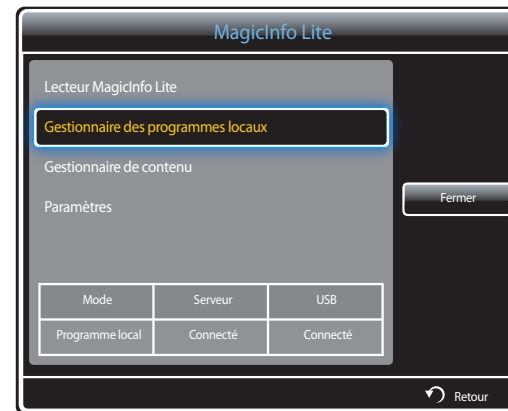 MagicInfo Lite
Lecteur MagicInfo Lite
Gestionnaire des programmes locaux
Gestionnaire de contenu
Paramètres
Fermer
Mode Serveur USB
Programme local Connecté Connecté
Retour